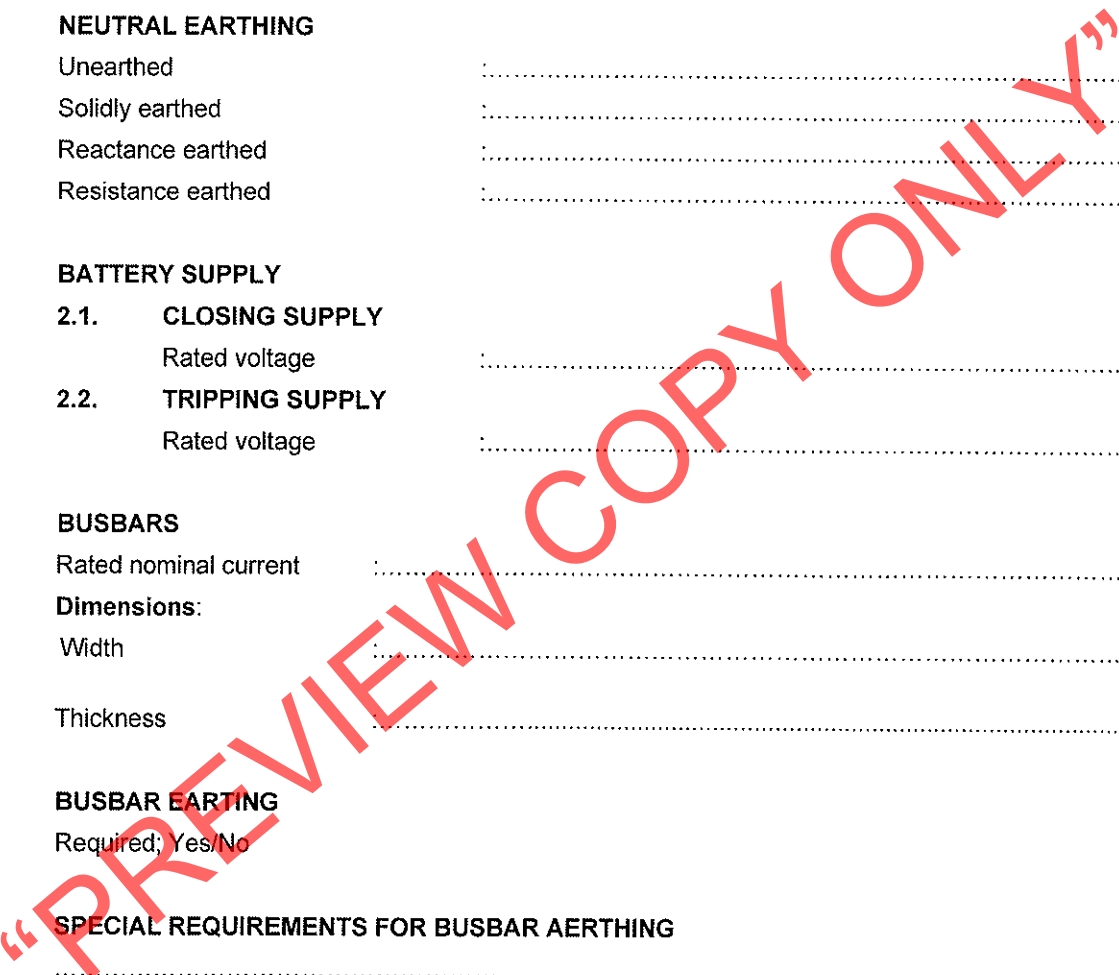 NEUTRAL EARTHING
Unearthed :
Solidly earthed :
Reactance earthed :
Resistance earthed :
BATTERY SUPPLY
2.1. CLOSING SUPPLY
Rated voltage :
2.2. TRIPPING SUPPLY
Rated voltage :
BUSBARS
Rated nominal current :
Dimensions:
Width :
Thickness :
BUSBAR EARTING
Required; Yes/No
SPECIAL REQUIREMENTS FOR BUSBAR AERTHING
“PREVIEW COPY ONLY”